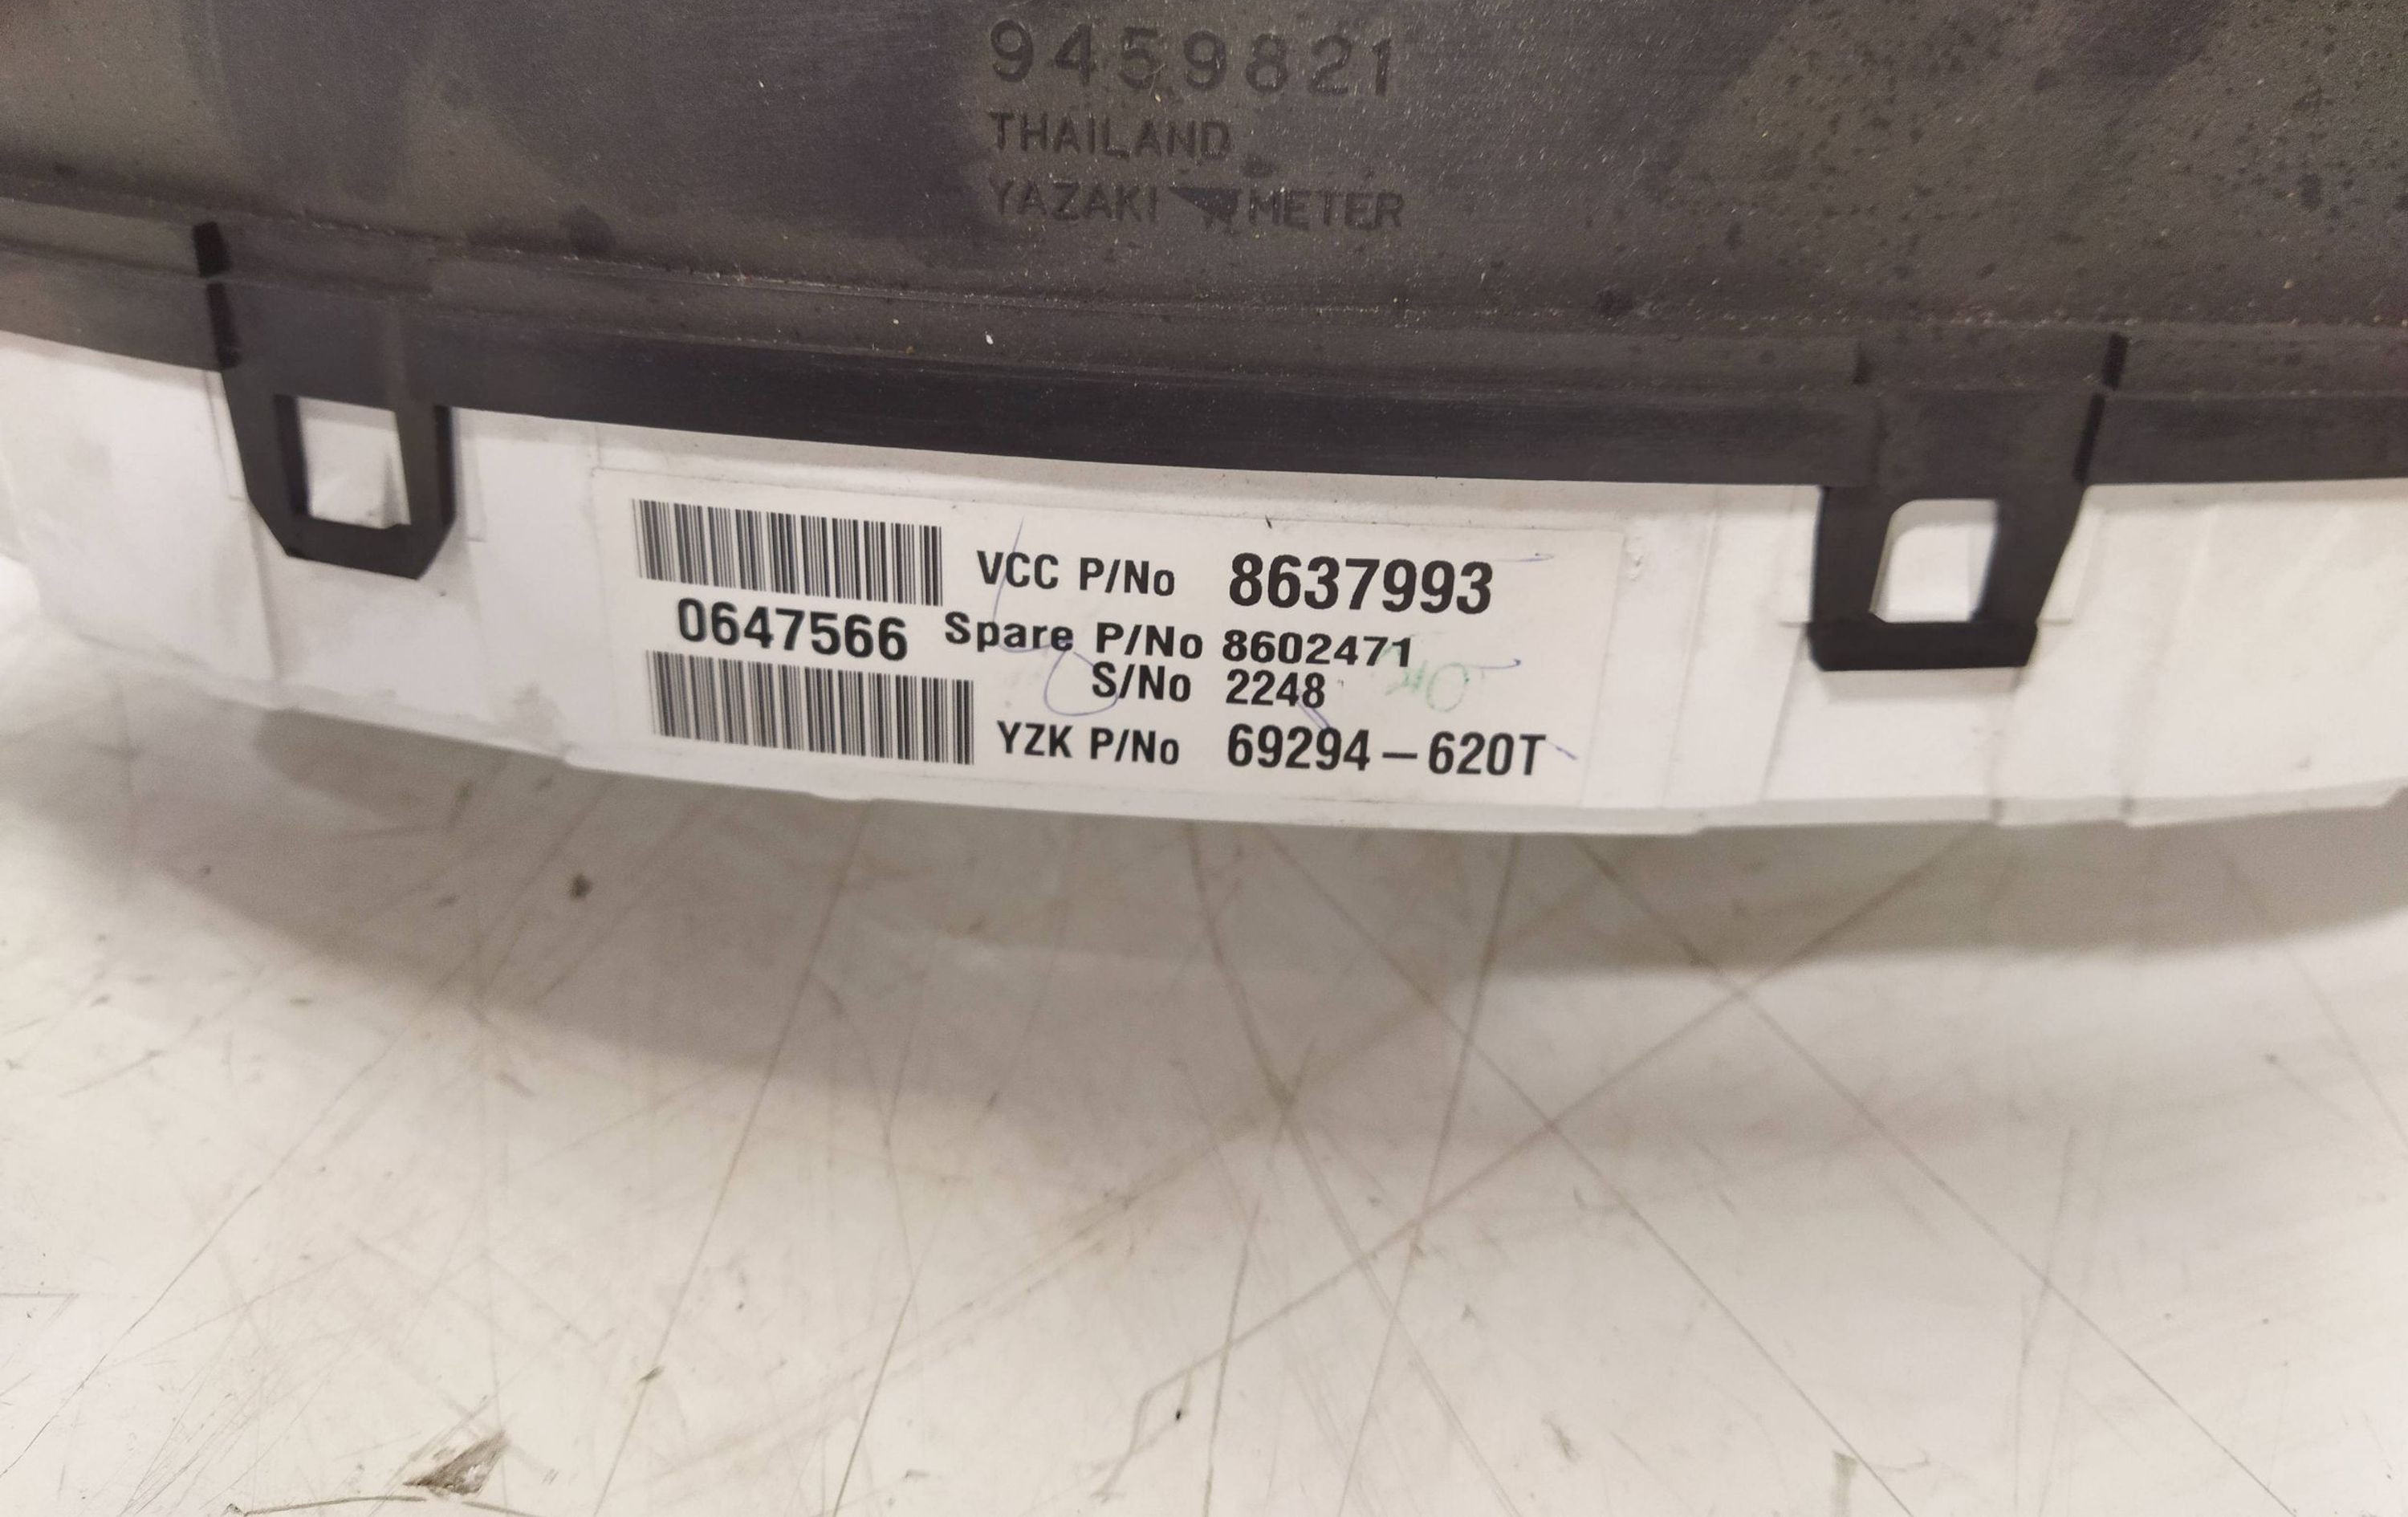 9459821
THAILAND
YAZAKI METER
VCC P/No 8637993
0647566
Spare P/No 8602471
S/No 2248
YZK P/No 69294-620T